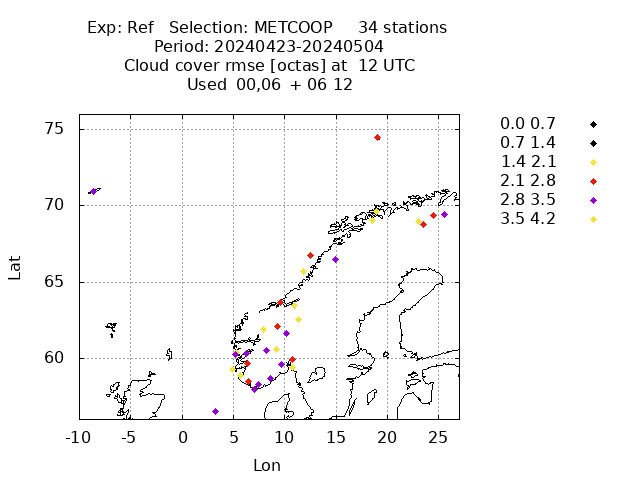 Exp: Ref   Selection: METCOOP     34 stations
Period: 20240423-20240504
Cloud cover rmse [octas] at  12 UTC
Used  00,06  + 06 12
0.0 0.7
0.7 1.4
1.4 2.1
2.1 2.8
2.8 3.5
3.5 4.2
75
70
65
60
Lat
-10 -5 0 5 10 15 20 25
Lon